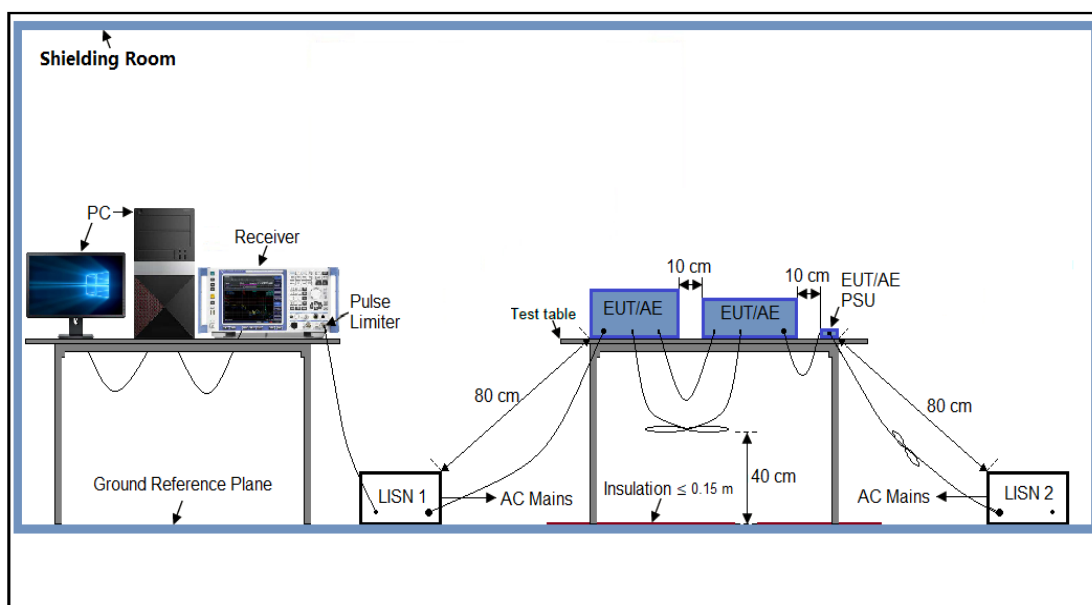 Shielding Room
PC
Receiver
Pulse
Limiter
10 cm
10 cm
EUT/AE
PSU
EUT/AE
EUT/AE
Test table
80 cm
80 cm
40 cm
Ground Reference Plane
LISN 1
AC Mains
Insulation ≤ 0.15 m
AC Mains
LISN 2